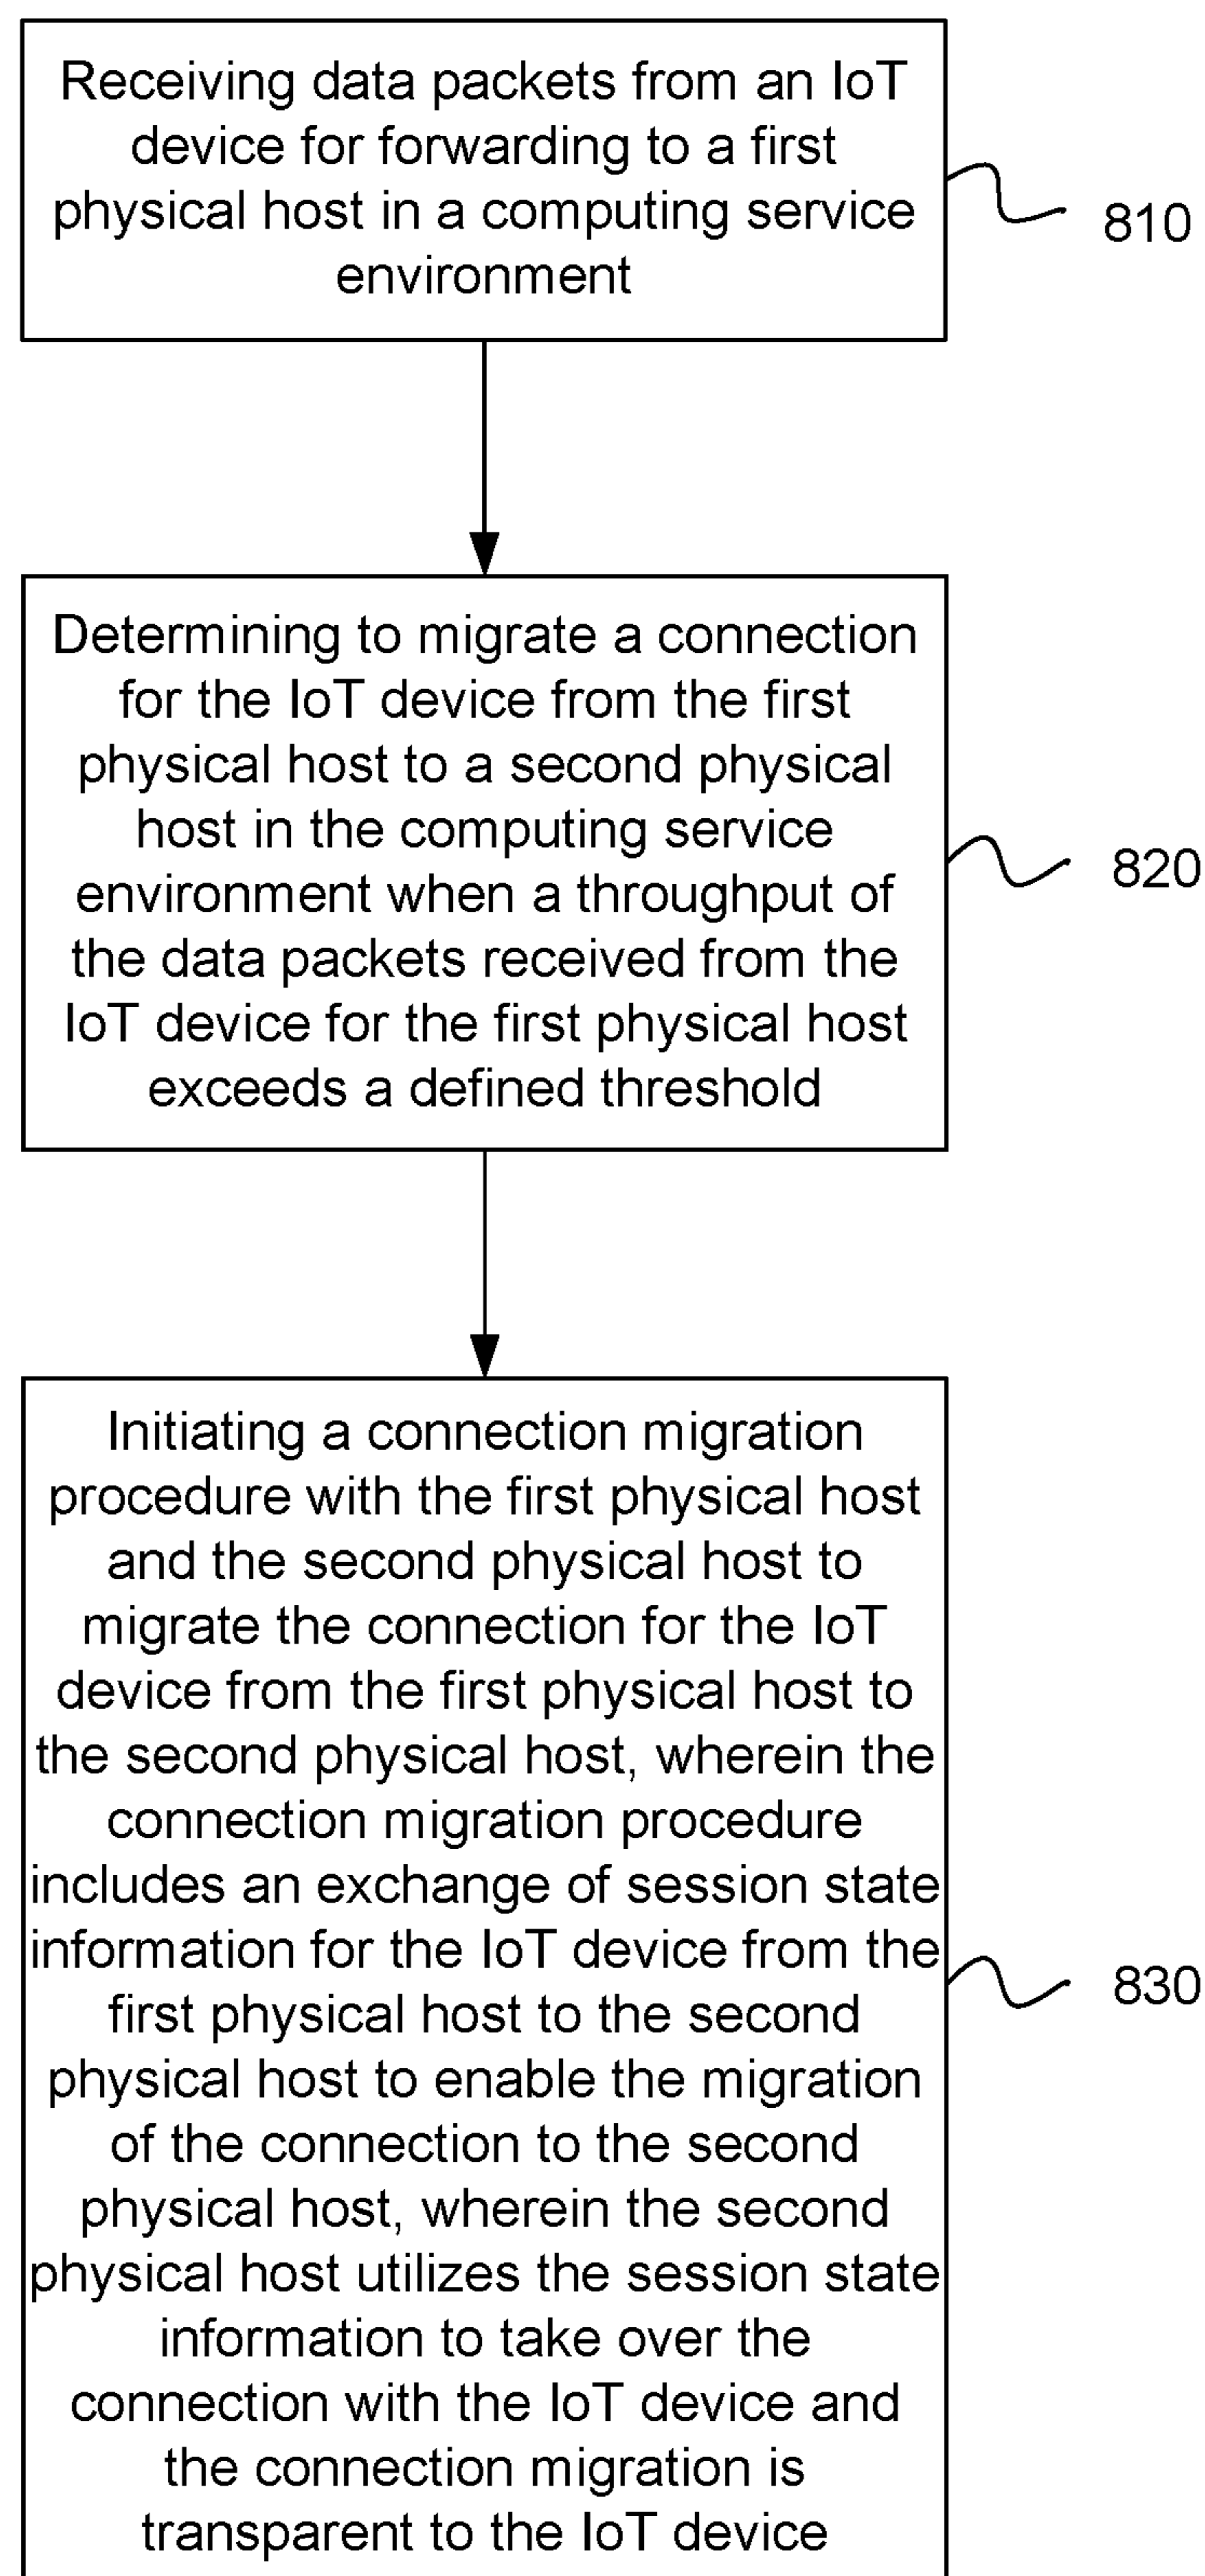 Receiving data packets from an IoT
device for forwarding to a first
physical host in a computing service
environment
810
Determining to migrate a connection
for the IoT device from the first
physical host to a second physical
host in the computing service
environment when a throughput of
the data packets received from the
IoT device for the first physical host
exceeds a defined threshold
820
Initiating a connection migration
procedure with the first physical host
and the second physical host to
migrate the connection for the IoT
device from the first physical host to
the second physical host, wherein the
connection migration procedure
includes an exchange of session state
information for the IoT device from the
first physical host to the second
physical host to enable the migration
of the connection to the second
physical host, wherein the second
physical host utilizes the session state
information to take over the
connection with the IoT device and
the connection migration is
transparent to the IoT device
830